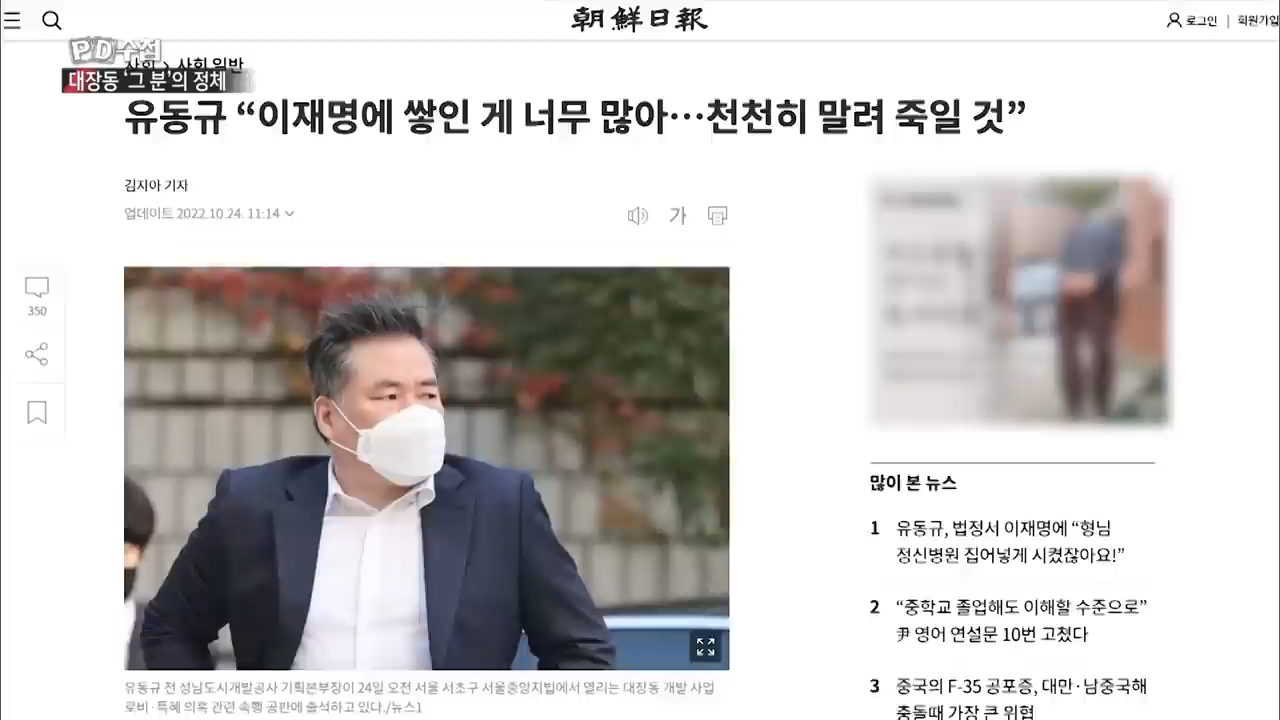 朝鮮日報
로그인 | 회원가입
PD수첩
사회 > 사회 일반
대장동 '그 분'의 정체
유동규 “이재명에 쌓인 게 너무 많아…천천히 말려 죽일 것”
김지아 기자
업데이트 2022.10.24. 11:14
가
350
유동규 전 성남도시개발공사 기획본부장이 24일 오전 서울 서초구 서울중앙지법에서 열리는 대장동 개발 사업
로비·특혜 의혹 관련 속행 공판에 출석하고 있다./뉴스1
많이 본 뉴스
1 유동규, 법정서 이재명에 “형님
정신병원 집어넣게 시켰잖아요!”
2 “중학교 졸업해도 이해할 수준으로”
尹 영어 연설문 10번 고쳤다
3 중국의 F-35 공포증, 대만·남중국해
충돌때 가장 큰 위협